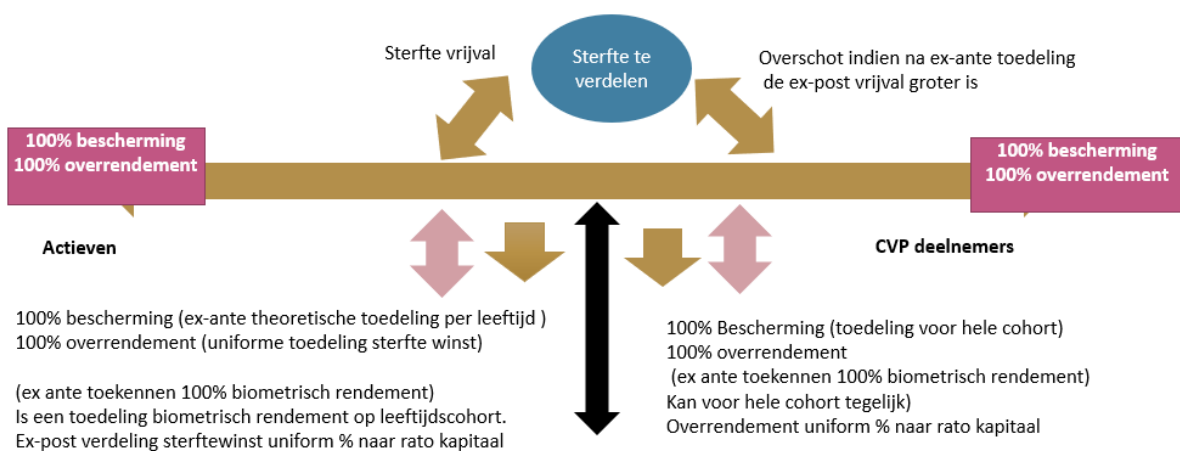 Sterfte vrijval
Sterfte te
verdelen
Overschot indien na ex-ante toedeling
de ex-post vrijval groter is
100% bescherming
100% overrendement
100% bescherming
100% overrendement
Actieven
CVP deelnemers
100% bescherming (ex-ante theoretische toedeling per leeftijd )
100% overrendement (uniforme toedeling sterfte winst)
(ex ante toekennen 100% biometrisch rendement)
Is een toedeling biometrisch rendement op leeftijdscohort.
Ex-post verdeling sterftewinst uniform % naar rato kapitaal
100% Bescherming (toedeling voor hele cohort)
100% overrendement
(ex ante toekennen 100% biometrisch rendement)
Kan voor hele cohort tegelijk)
Overrendement uniform % naar rato kapitaal